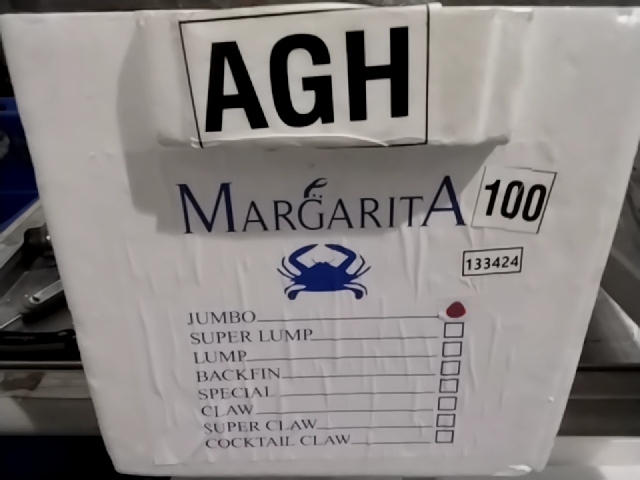 AGH
MARGARITA 100
133424
JUMBO
SUPER LUMP
LUMP
BACKFIN
SPECIAL
CLAW
SUPER CLAW
COCKTAIL CLAW